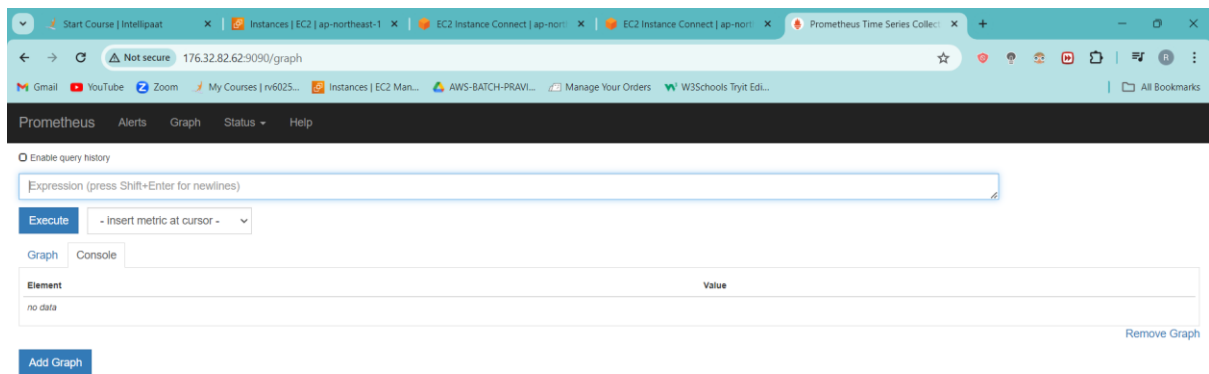 Start Course | Intellipaat
Instances | EC2 | ap-northeast-1
EC2 Instance Connect | ap-north
EC2 Instance Connect | ap-north
Prometheus Time Series Collect
Not secure 176.32.82.62:9090/graph
R
Gmail YouTube Zoom My Courses | rv6025... Instances | EC2 Man... AWS-BATCH-PRAVI... Manage Your Orders W³ W3Schools Tryit Edi... All Bookmarks
Prometheus Alerts Graph Status Help
Enable query history
Expression (press Shift+Enter for newlines)
Execute - insert metric at cursor -
Graph Console
Element Value
no data
Remove Graph
Add Graph